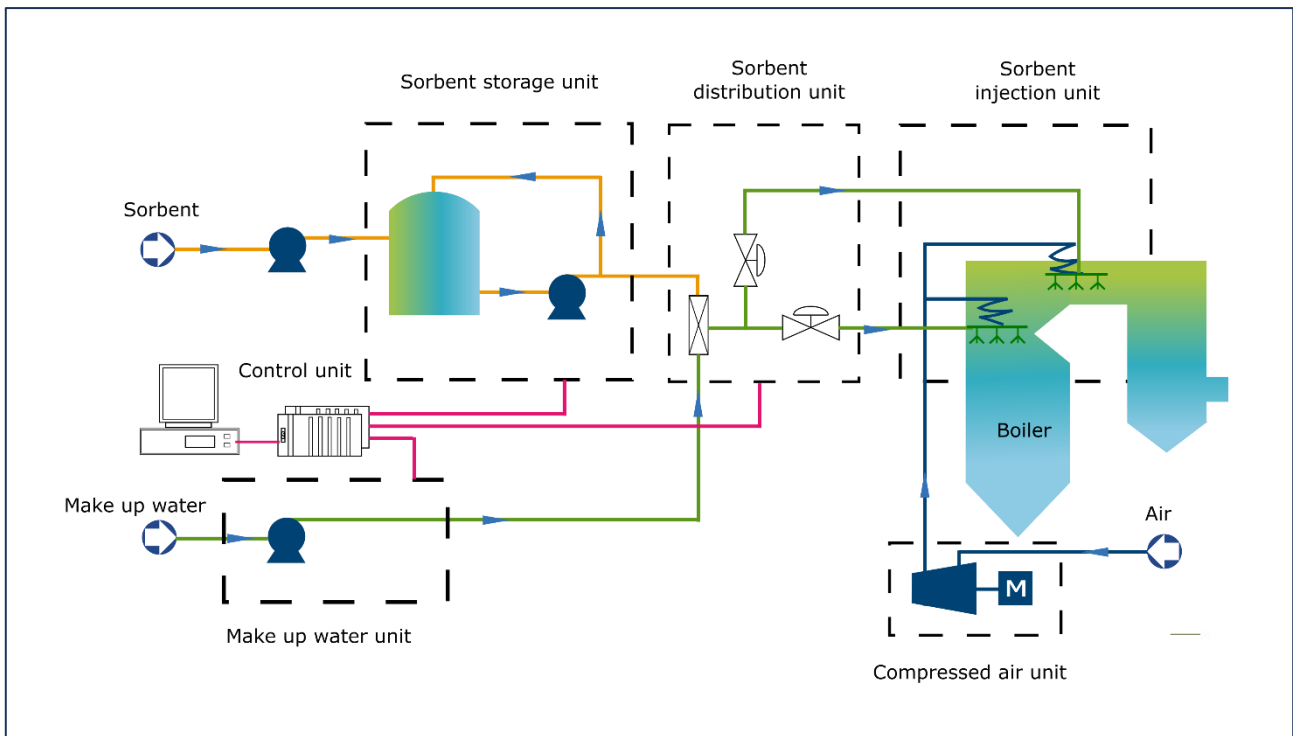 Sorbent storage unit
Sorbent
distribution unit
Sorbent
injection unit
Sorbent
Control unit
Boiler
Make up water
Air
M
Make up water unit
Compressed air unit